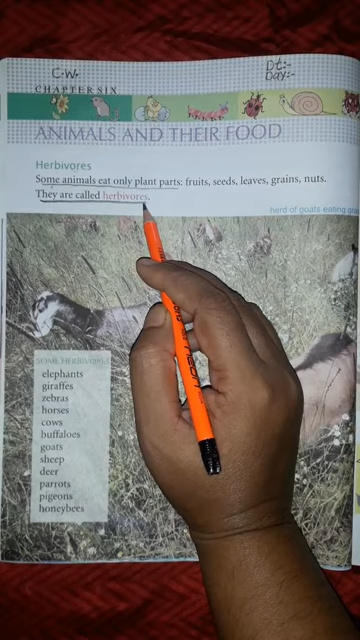 C.W.
Dt:-
Day:-
CHAPTER SIX
ANIMALS AND THEIR FOOD
Herbivores
Some animals eat only plant parts: fruits, seeds, leaves, grains, nuts.
They are called herbivores.
herd of goats eating
SOME HERBIVORES
elephants
giraffes
zebras
horses
cows
buffaloes
goats
sheep
deer
parrots
pigeons
honeybees